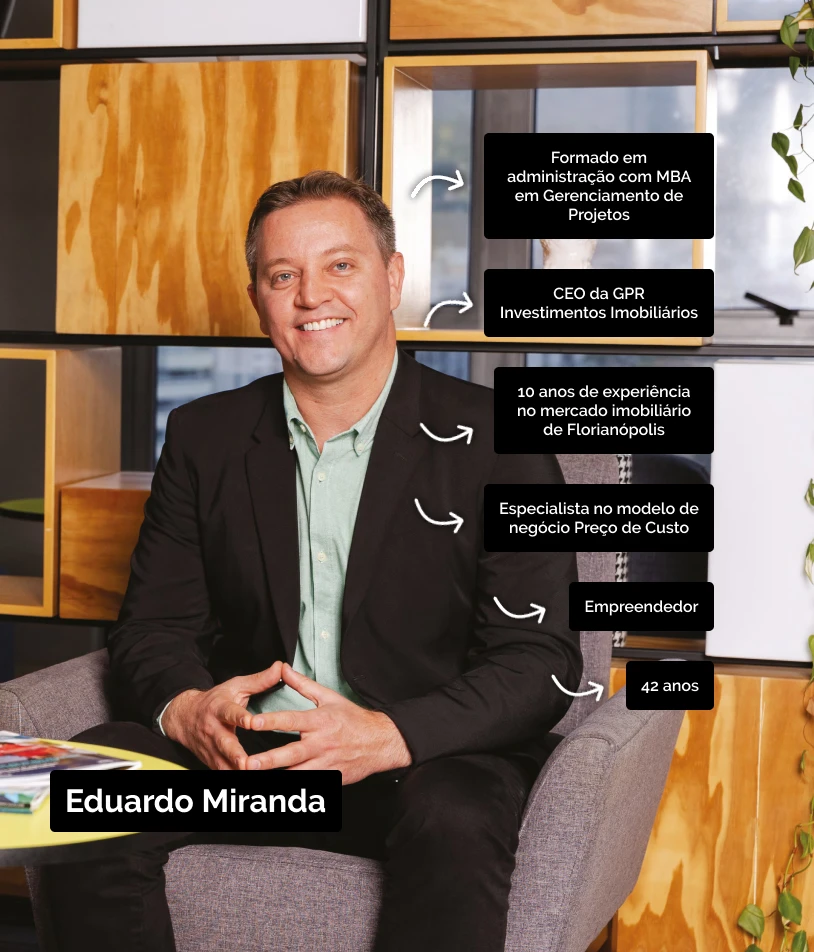 Formado em
administração com MBA
em Gerenciamento de
Projetos
CEO da GPR
Investimentos Imobiliários
10 anos de experiência
no mercado imobiliário
de Florianópolis
Especialista no modelo de
negócio Preço de Custo
Empreendedor
42 anos
Eduardo Miranda